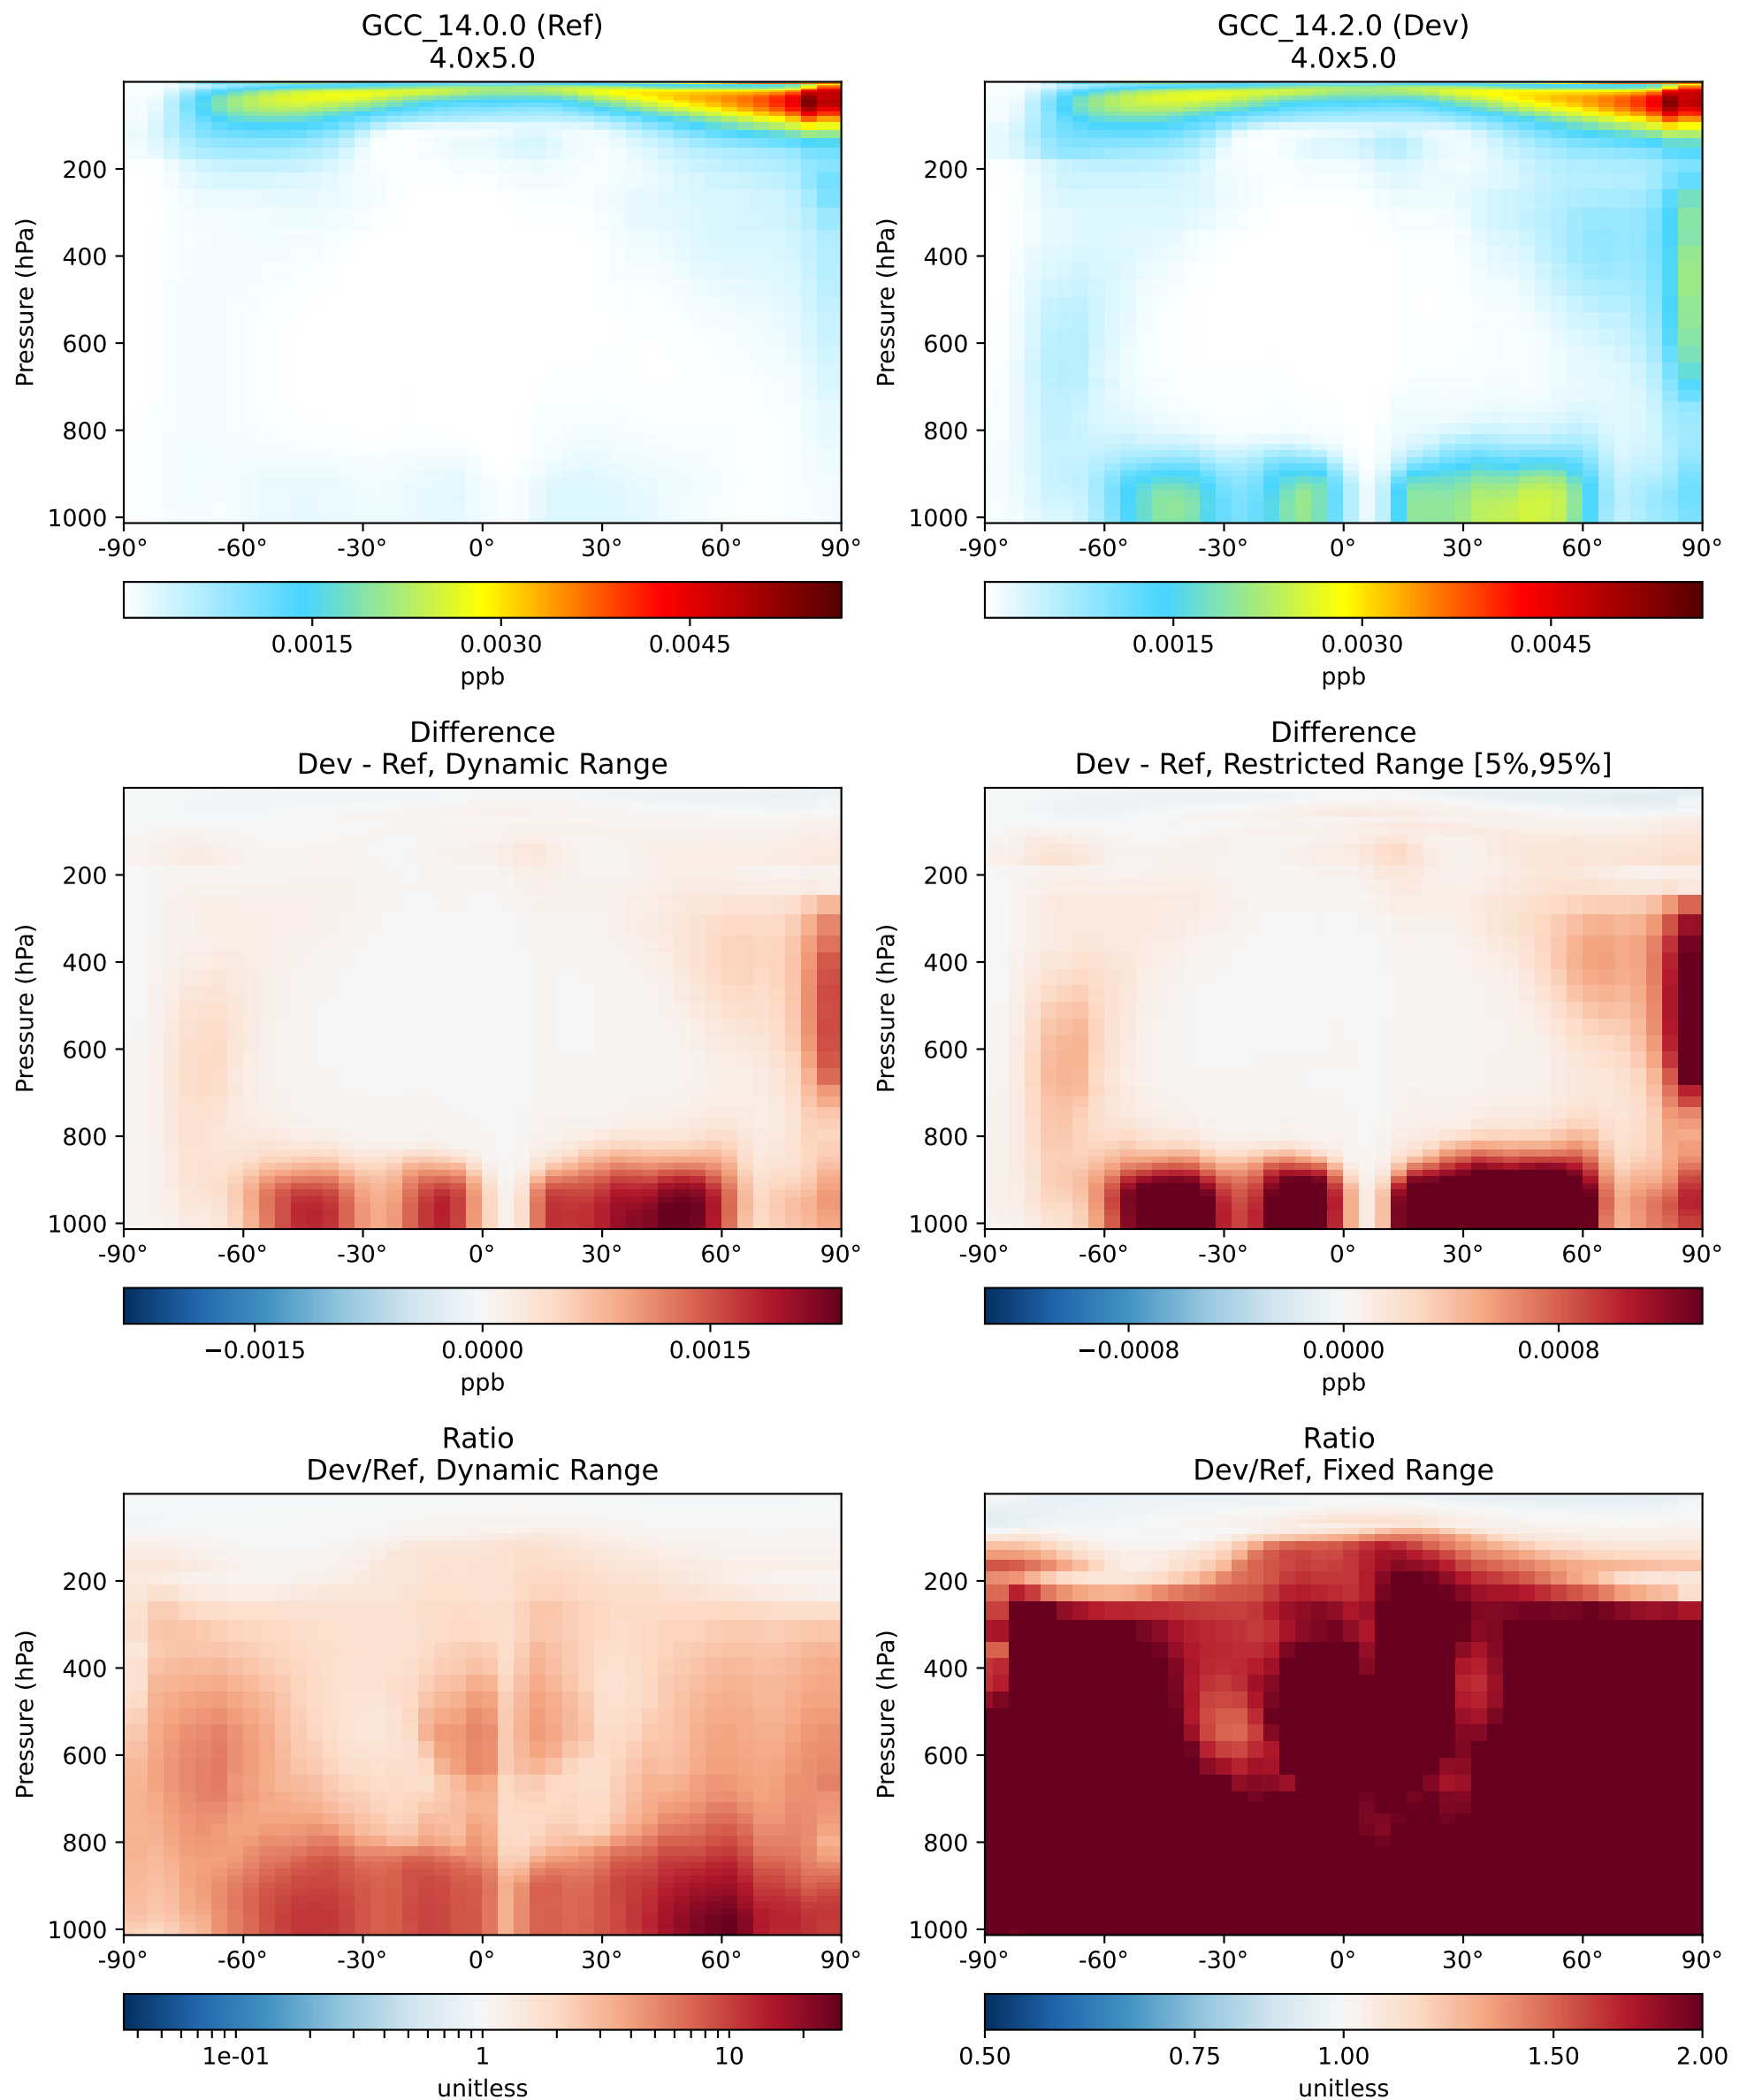 GCC_14.0.0 (Ref)
4.0x5.0
Pressure (hPa)
200
400
600
800
1000
-90° -60° -30° 0° 30° 60° 90°
0.0015 0.0030 0.0045
ppb
GCC_14.2.0 (Dev)
4.0x5.0
Pressure (hPa)
200
400
600
800
1000
-90° -60° -30° 0° 30° 60° 90°
0.0015 0.0030 0.0045
ppb
Difference
Dev - Ref, Dynamic Range
Pressure (hPa)
200
400
600
800
1000
-90° -60° -30° 0° 30° 60° 90°
−0.0015 0.0000 0.0015
ppb
Difference
Dev - Ref, Restricted Range [5%,95%]
Pressure (hPa)
200
400
600
800
1000
-90° -60° -30° 0° 30° 60° 90°
−0.0008 0.0000 0.0008
ppb
Ratio
Dev/Ref, Dynamic Range
Pressure (hPa)
200
400
600
800
1000
-90° -60° -30° 0° 30° 60° 90°
1e-01 1 10
unitless
Ratio
Dev/Ref, Fixed Range
Pressure (hPa)
200
400
600
800
1000
-90° -60° -30° 0° 30° 60° 90°
0.50 0.75 1.00 1.50 2.00
unitless